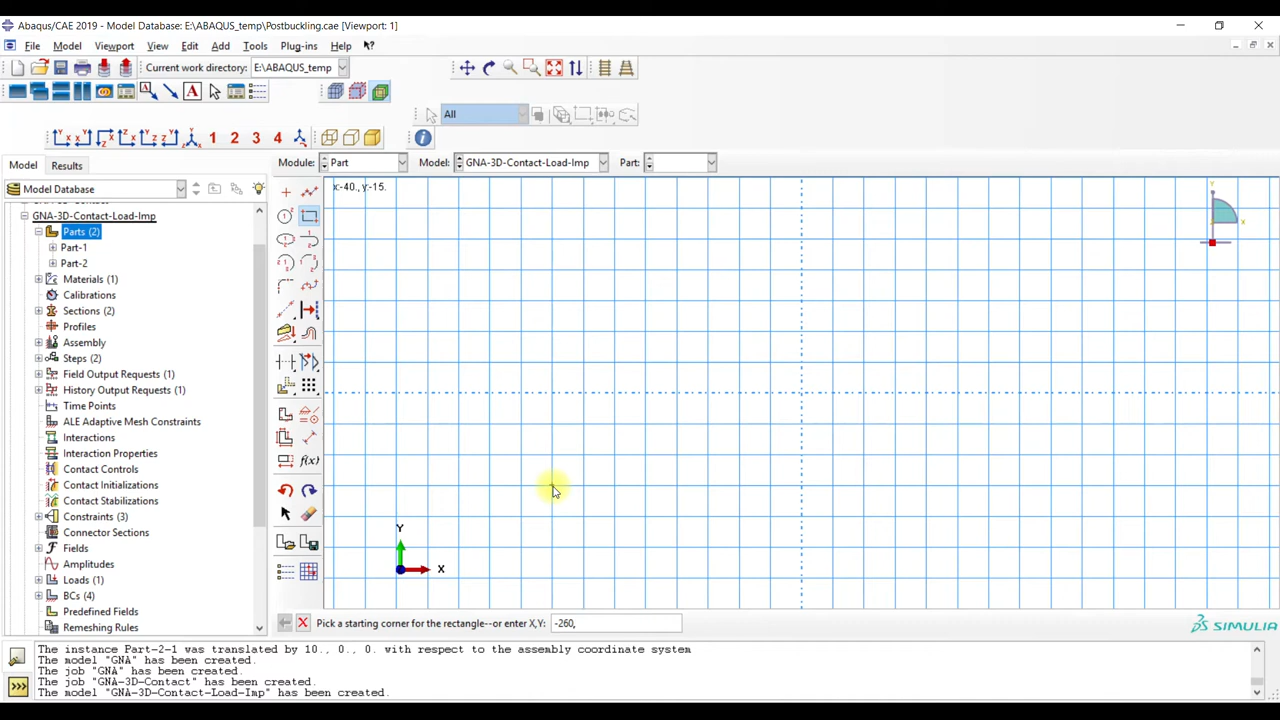 Abaqus/CAE 2019 - Model Database: E:\ABAQUS_temp\Postbuckling.cae [Viewport: 1]
File Model Viewport View Edit Add Tools Plug-ins Help
Current work directory: E:\ABAQUS_temp
A A
All
1 2 3 4
Model Results
Module: Part Model: GNA-3D-Contact-Load-Imp Part:
Model Database
x:-40., y:-15.
GNA-3D-Contact-Load-Imp
Parts (2)
Part-1
Part-2
Materials (1)
Calibrations
Sections (2)
Profiles
Assembly
Steps (2)
Field Output Requests (1)
History Output Requests (1)
Time Points
ALE Adaptive Mesh Constraints
Interactions
Interaction Properties
Contact Controls
Contact Initializations
Contact Stabilizations
Constraints (3)
Connector Sections
Fields
Amplitudes
Loads (1)
BCs (4)
Predefined Fields
Remeshing Rules
f(x)
Y
X
Y
X
Pick a starting corner for the rectangle--or enter X,Y: -260,
SIMULIA
The instance Part-2-1 was translated by 10., 0., 0. with respect to the assembly coordinate system
The model "GNA" has been created.
The job "GNA" has been created.
The job "GNA-3D-Contact" has been created.
The model "GNA-3D-Contact-Load-Imp" has been created.